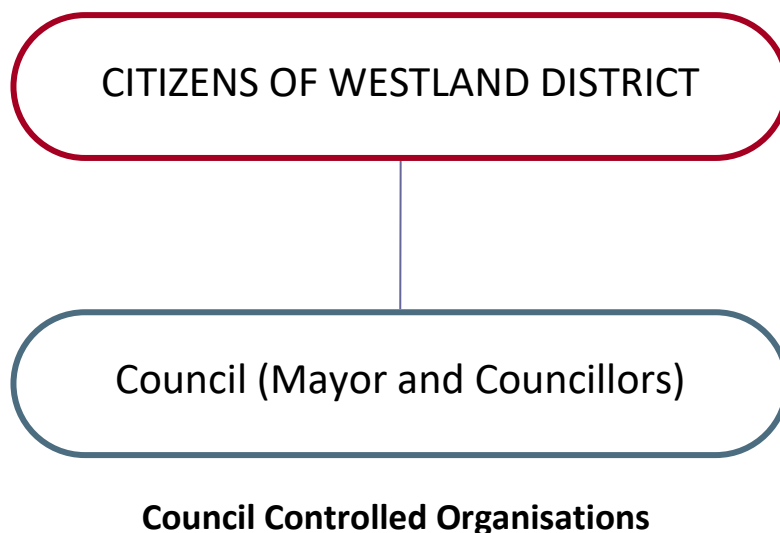 CITIZENS OF WESTLAND DISTRICT
Council (Mayor and Councillors)
Council Controlled Organisations